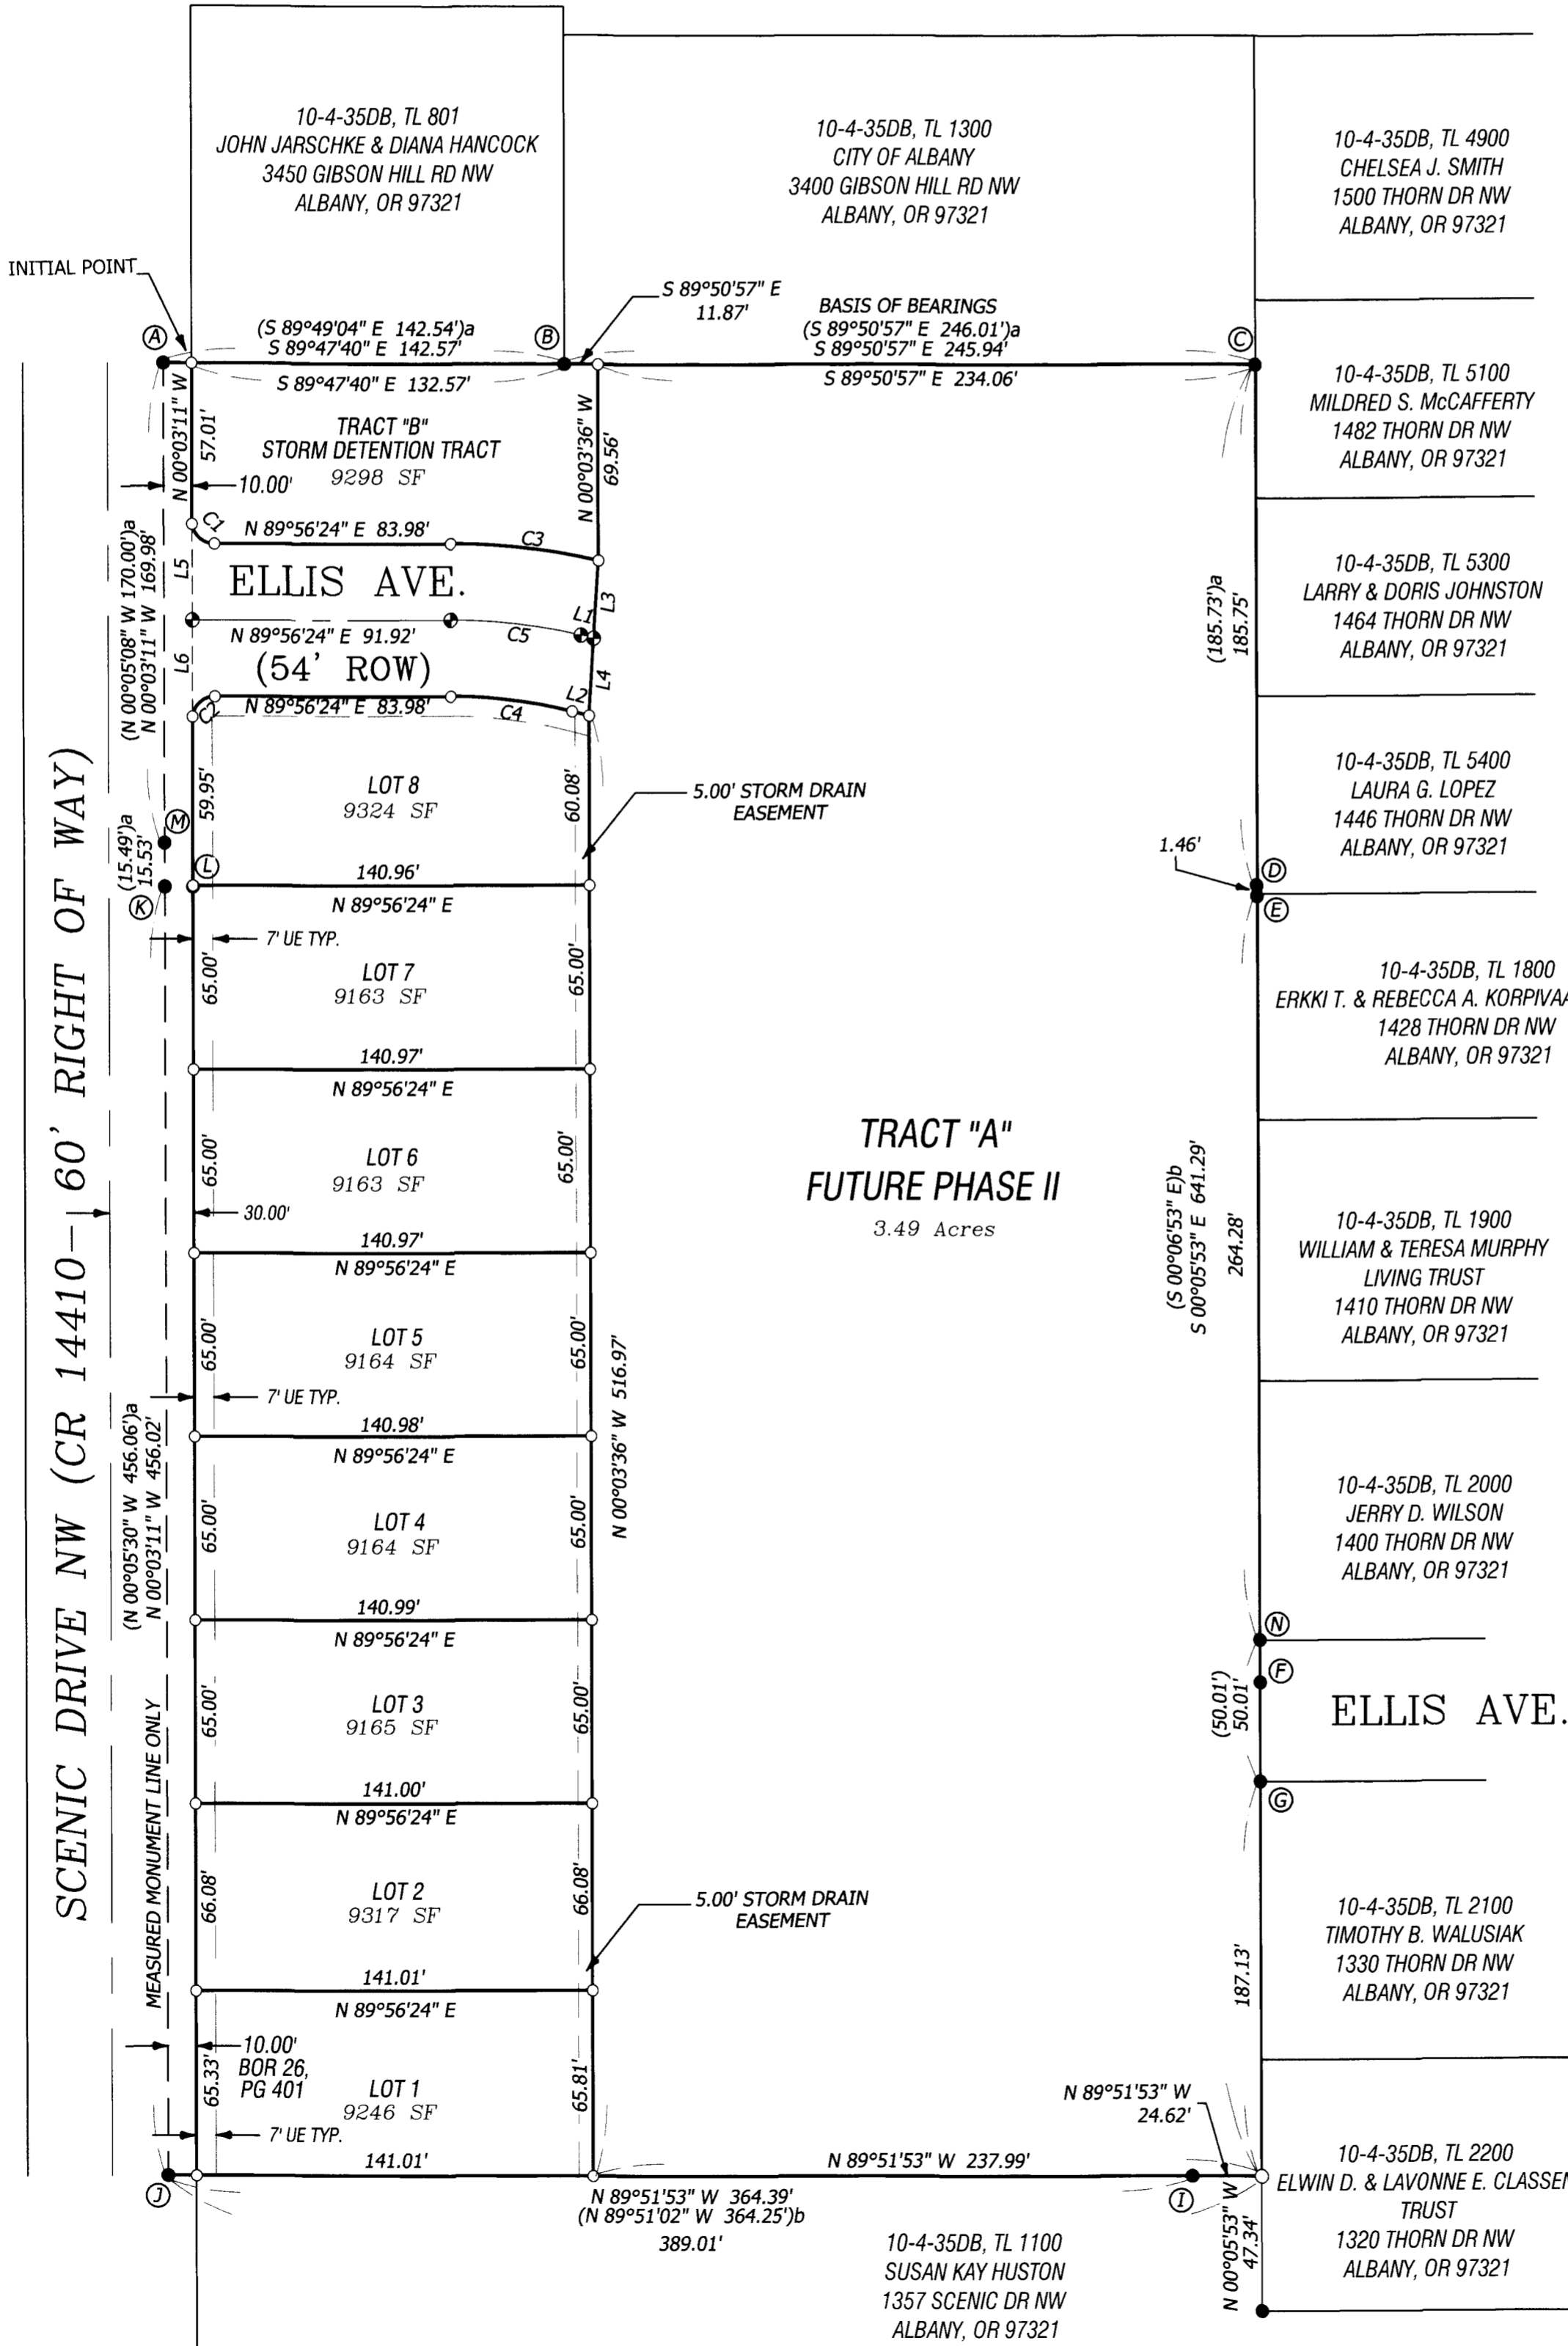 10-4-35DB, TL 801
JOHN JARSCHKE & DIANA HANCOCK
3450 GIBSON HILL RD NW
ALBANY, OR 97321
10-4-35DB, TL 1300
CITY OF ALBANY
3400 GIBSON HILL RD NW
ALBANY, OR 97321
10-4-35DB, TL 4900
CHELSEA J. SMITH
1500 THORN DR NW
ALBANY, OR 97321
INITIAL POINT
S 89°50'57" E
11.87'
A
(S 89°49'04" E 142.54')a
S 89°47'40" E 142.57'
S 89°47'40" E 132.57'
B
BASIS OF BEARINGS
(S 89°50'57" E 246.01')a
S 89°50'57" E 245.94'
S 89°50'57" E 234.06'
C
N 00°03'11" W
57.01'
TRACT "B"
STORM DETENTION TRACT
9298 SF
10.00'
N 00°03'36" W
69.56'
10-4-35DB, TL 5100
MILDRED S. McCAFFERTY
1482 THORN DR NW
ALBANY, OR 97321
C1
N 89°56'24" E 83.98'
C3
L5
ELLIS AVE.
L3
L1
N 89°56'24" E 91.92'
C5
L6
(54' ROW)
L4
L2
C2
N 89°56'24" E 83.98'
C4
(N 00°05'08" W 170.00')a
N 00°03'11" W 169.98'
10-4-35DB, TL 5300
LARRY & DORIS JOHNSTON
1464 THORN DR NW
ALBANY, OR 97321
(185.73')a
185.75'
59.95'
LOT 8
9324 SF
60.08'
5.00' STORM DRAIN
EASEMENT
10-4-35DB, TL 5400
LAURA G. LOPEZ
1446 THORN DR NW
ALBANY, OR 97321
M
(15.49')a
15.53'
L
K
140.96'
N 89°56'24" E
1.46'
D
E
7' UE TYP.
65.00'
LOT 7
9163 SF
65.00'
10-4-35DB, TL 1800
ERKKI T. & REBECCA A. KORPIVAA
1428 THORN DR NW
ALBANY, OR 97321
140.97'
N 89°56'24" E
65.00'
LOT 6
9163 SF
65.00'
30.00'
TRACT "A"
FUTURE PHASE II
3.49 Acres
(S 00°06'53" E)b
S 00°05'53" E 641.29'
264.28'
10-4-35DB, TL 1900
WILLIAM & TERESA MURPHY
LIVING TRUST
1410 THORN DR NW
ALBANY, OR 97321
140.97'
N 89°56'24" E
65.00'
LOT 5
9164 SF
65.00'
7' UE TYP.
140.98'
N 89°56'24" E
N 00°03'36" W 516.97'
SCENIC DRIVE NW (CR 14410- 60' RIGHT OF WAY)
(N 00°05'30" W 456.06')a
N 00°03'11" W 456.02'
MEASURED MONUMENT LINE ONLY
65.00'
LOT 4
9164 SF
65.00'
10-4-35DB, TL 2000
JERRY D. WILSON
1400 THORN DR NW
ALBANY, OR 97321
140.99'
N 89°56'24" E
N
F
65.00'
LOT 3
9165 SF
65.00'
(50.01')
50.01'
ELLIS AVE.
G
141.00'
N 89°56'24" E
66.08'
LOT 2
9317 SF
66.08'
5.00' STORM DRAIN
EASEMENT
187.13'
10-4-35DB, TL 2100
TIMOTHY B. WALUSIAK
1330 THORN DR NW
ALBANY, OR 97321
141.01'
N 89°56'24" E
10.00'
BOR 26,
PG 401
65.33'
LOT 1
9246 SF
65.81'
7' UE TYP.
N 89°51'53" W
24.62'
J
141.01'
N 89°51'53" W 237.99'
I
N 89°51'53" W 364.39'
(N 89°51'02" W 364.25')b
389.01'
N 00°05'53" W
47.34'
10-4-35DB, TL 2200
ELWIN D. & LAVONNE E. CLASSEN
TRUST
1320 THORN DR NW
ALBANY, OR 97321
10-4-35DB, TL 1100
SUSAN KAY HUSTON
1357 SCENIC DR NW
ALBANY, OR 97321